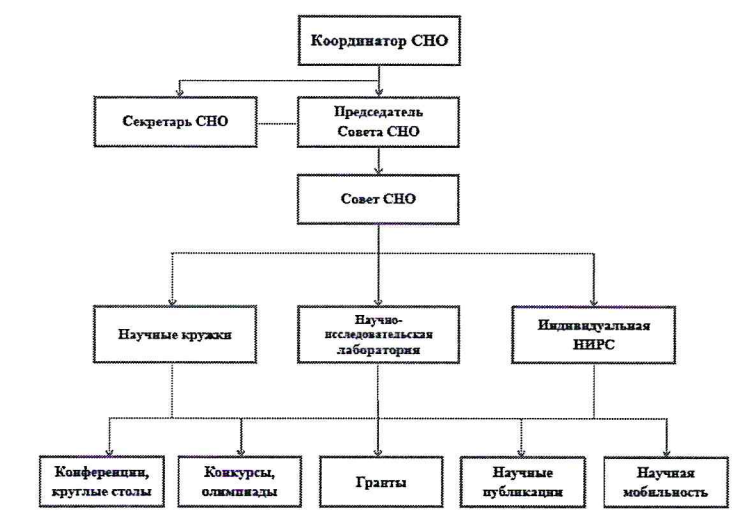 Координатор СНО
Секретарь СНО
Председатель
Совета СНО
Совет СНО
Научные кружки
Научно-
исследовательская
лаборатория
Индивидуальная
НИРС
Конференции,
круглые столы
Конкурсы,
олимпиады
Гранты
Научные
публикации
Научная
мобильность